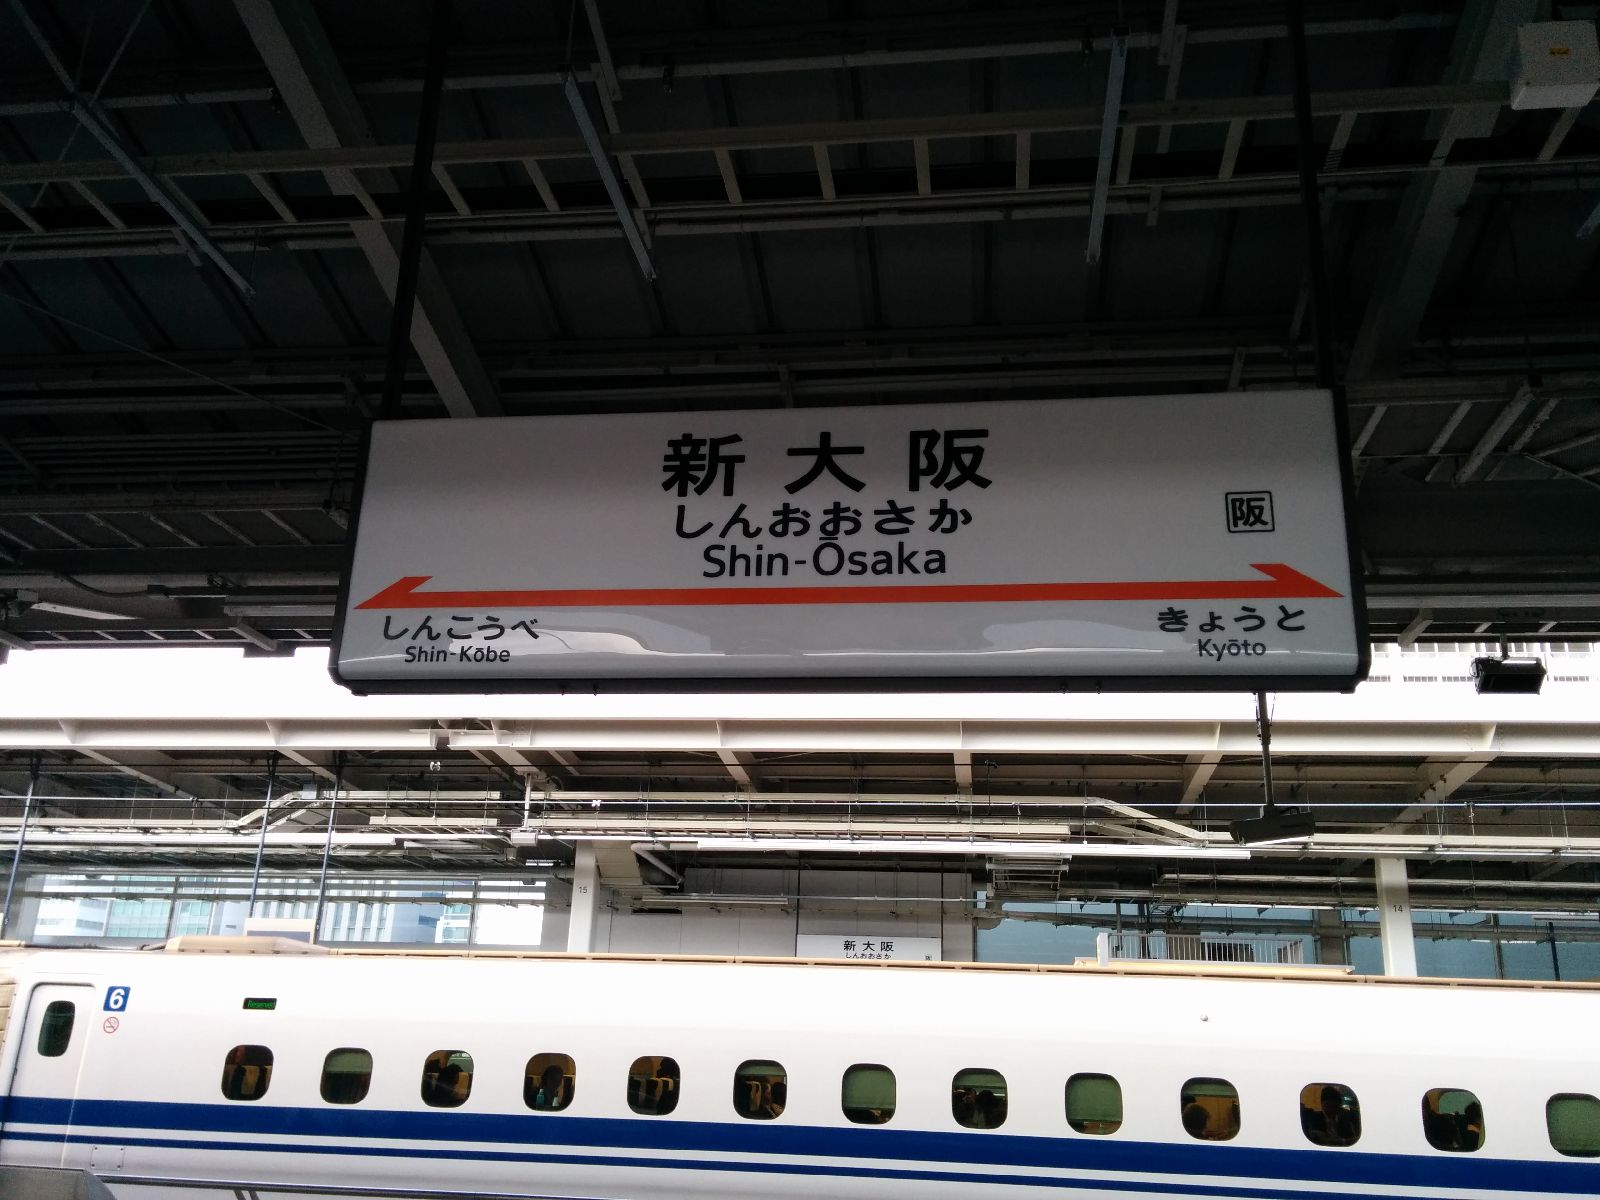 新大阪
しんおおさか
Shin-Ōsaka
阪
しんこうべ
Shin-Kōbe
きょうと
Kyōto
15
14
新大阪
しんおおさか
6
Reserved